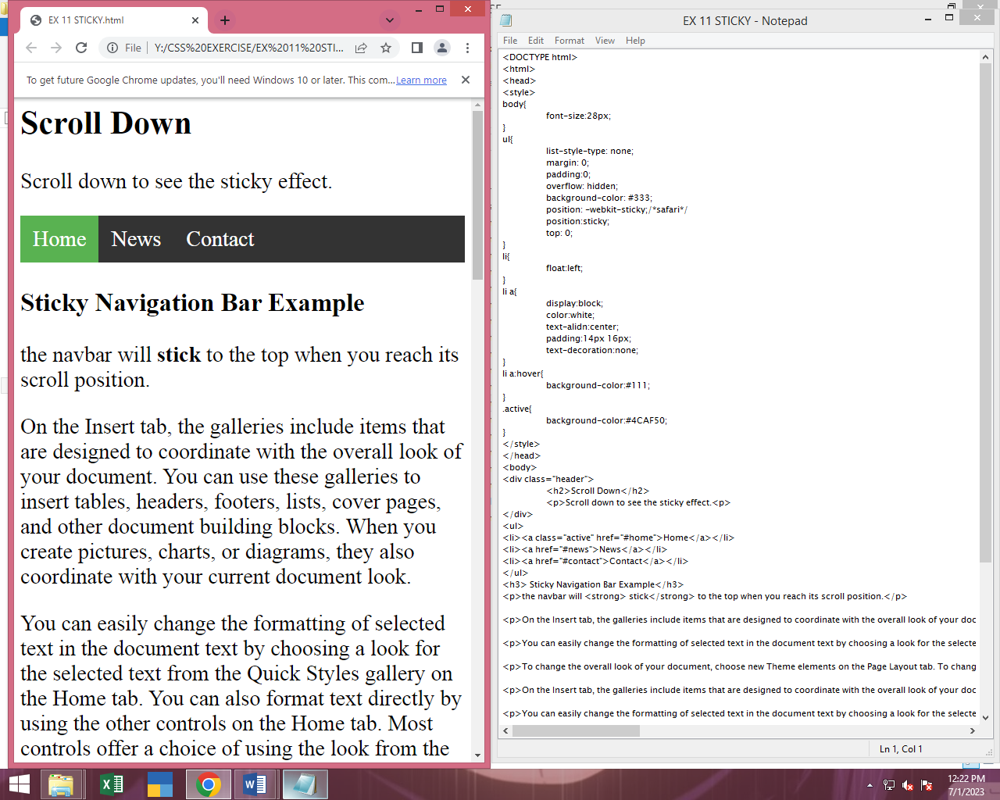 EX 11 STICKY.html
File
Y:/CSS%20EXERCISE/EX%2011%20STI...
To get future Google Chrome updates, you'll need Windows 10 or later. This com... Learn more
Scroll Down
Scroll down to see the sticky effect.
Home News Contact
Sticky Navigation Bar Example
the navbar will stick to the top when you reach its
scroll position.
On the Insert tab, the galleries include items that
are designed to coordinate with the overall look of
your document. You can use these galleries to
insert tables, headers, footers, lists, cover pages,
and other document building blocks. When you
create pictures, charts, or diagrams, they also
coordinate with your current document look.
You can easily change the formatting of selected
text in the document text by choosing a look for
the selected text from the Quick Styles gallery on
the Home tab. You can also format text directly by
using the other controls on the Home tab. Most
controls offer a choice of using the look from the
EX 11 STICKY - Notepad
File Edit Format View Help
<DOCTYPE html>
<html>
<head>
<style>
body{
font-size:28px;
}
ul{
list-style-type: none;
margin: 0;
padding:0;
overflow: hidden;
background-color: #333;
position: -webkit-sticky;/*safari*/
position:sticky;
top: 0;
}
li{
float:left;
}
li a{
display:block;
color:white;
text-alidn:center;
padding:14px 16px;
text-decoration:none;
}
li a:hover{
background-color:#111;
}
.active{
background-color:#4CAF50;
}
</style>
</head>
<body>
<div class="header">
<h2>Scroll Down</h2>
<p>Scroll down to see the sticky effect.<p>
</div>
<ul>
<li><a class="active" href="#home">Home</a></li>
<li><a href="#news">News</a></li>
<li><a href="#contact">Contact</a></li>
</ul>
<h3> Sticky Navigation Bar Example</h3>
<p>the navbar will <strong> stick</strong> to the top when you reach its scroll position.</p>
<p>On the Insert tab, the galleries include items that are designed to coordinate with the overall look of your doc
<p>You can easily change the formatting of selected text in the document text by choosing a look for the selecte
<p>To change the overall look of your document, choose new Theme elements on the Page Layout tab. To chang
<p>On the Insert tab, the galleries include items that are designed to coordinate with the overall look of your doc
<p>You can easily change the formatting of selected text in the document text by choosing a look for the selecte
Ln 1, Col 1
12:22 PM
7/1/2023